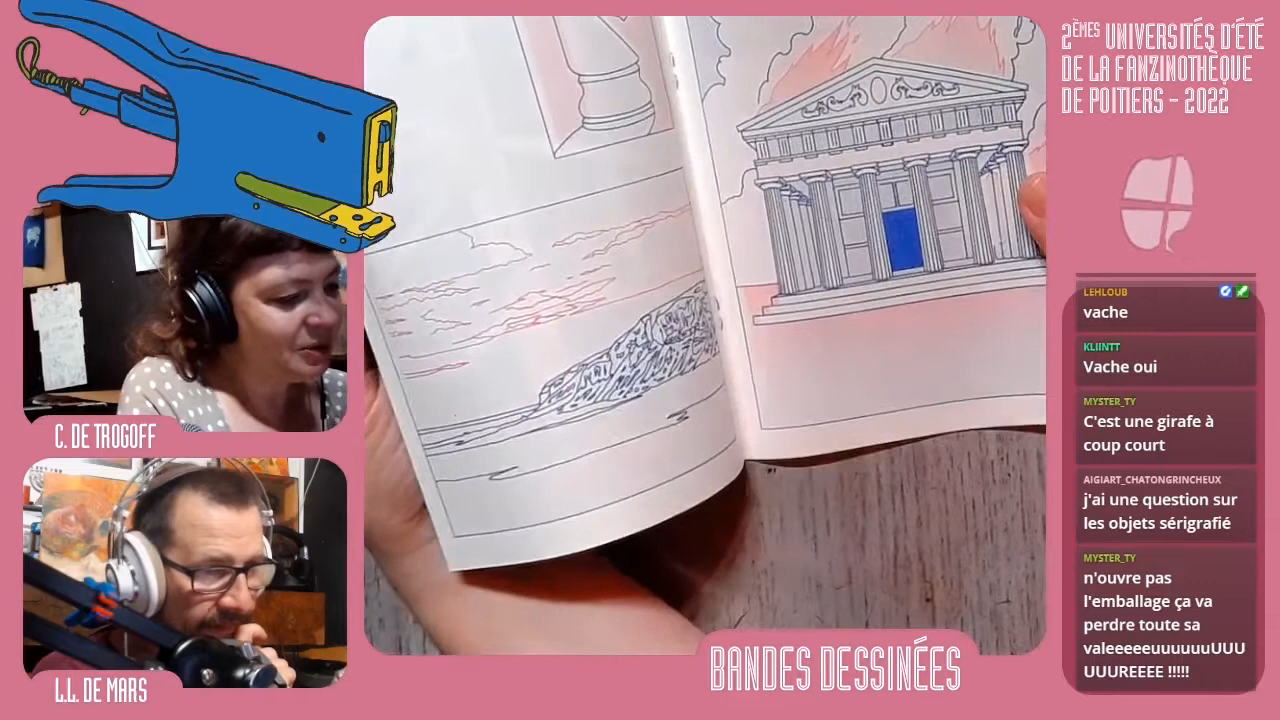 2ÈMES UNIVERSITÉS D'ÉTÉ
DE LA FANZINOTHÈQUE
DE POITIERS - 2022
C. DE TROGOFF
L.L. DE MARS
BANDES DESSINÉES
LEHLOUB
vache
KLIINTT
Vache oui
MYSTER_TY
C'est une girafe à
coup court
AIGIART_CHATONGRINCHEUX
j'ai une question sur
les objets sérigrafié
MYSTER_TY
n'ouvre pas
l'emballage ça va
perdre toute sa
valeeeeeuuuuuuUUU
UUUREEEE !!!!!